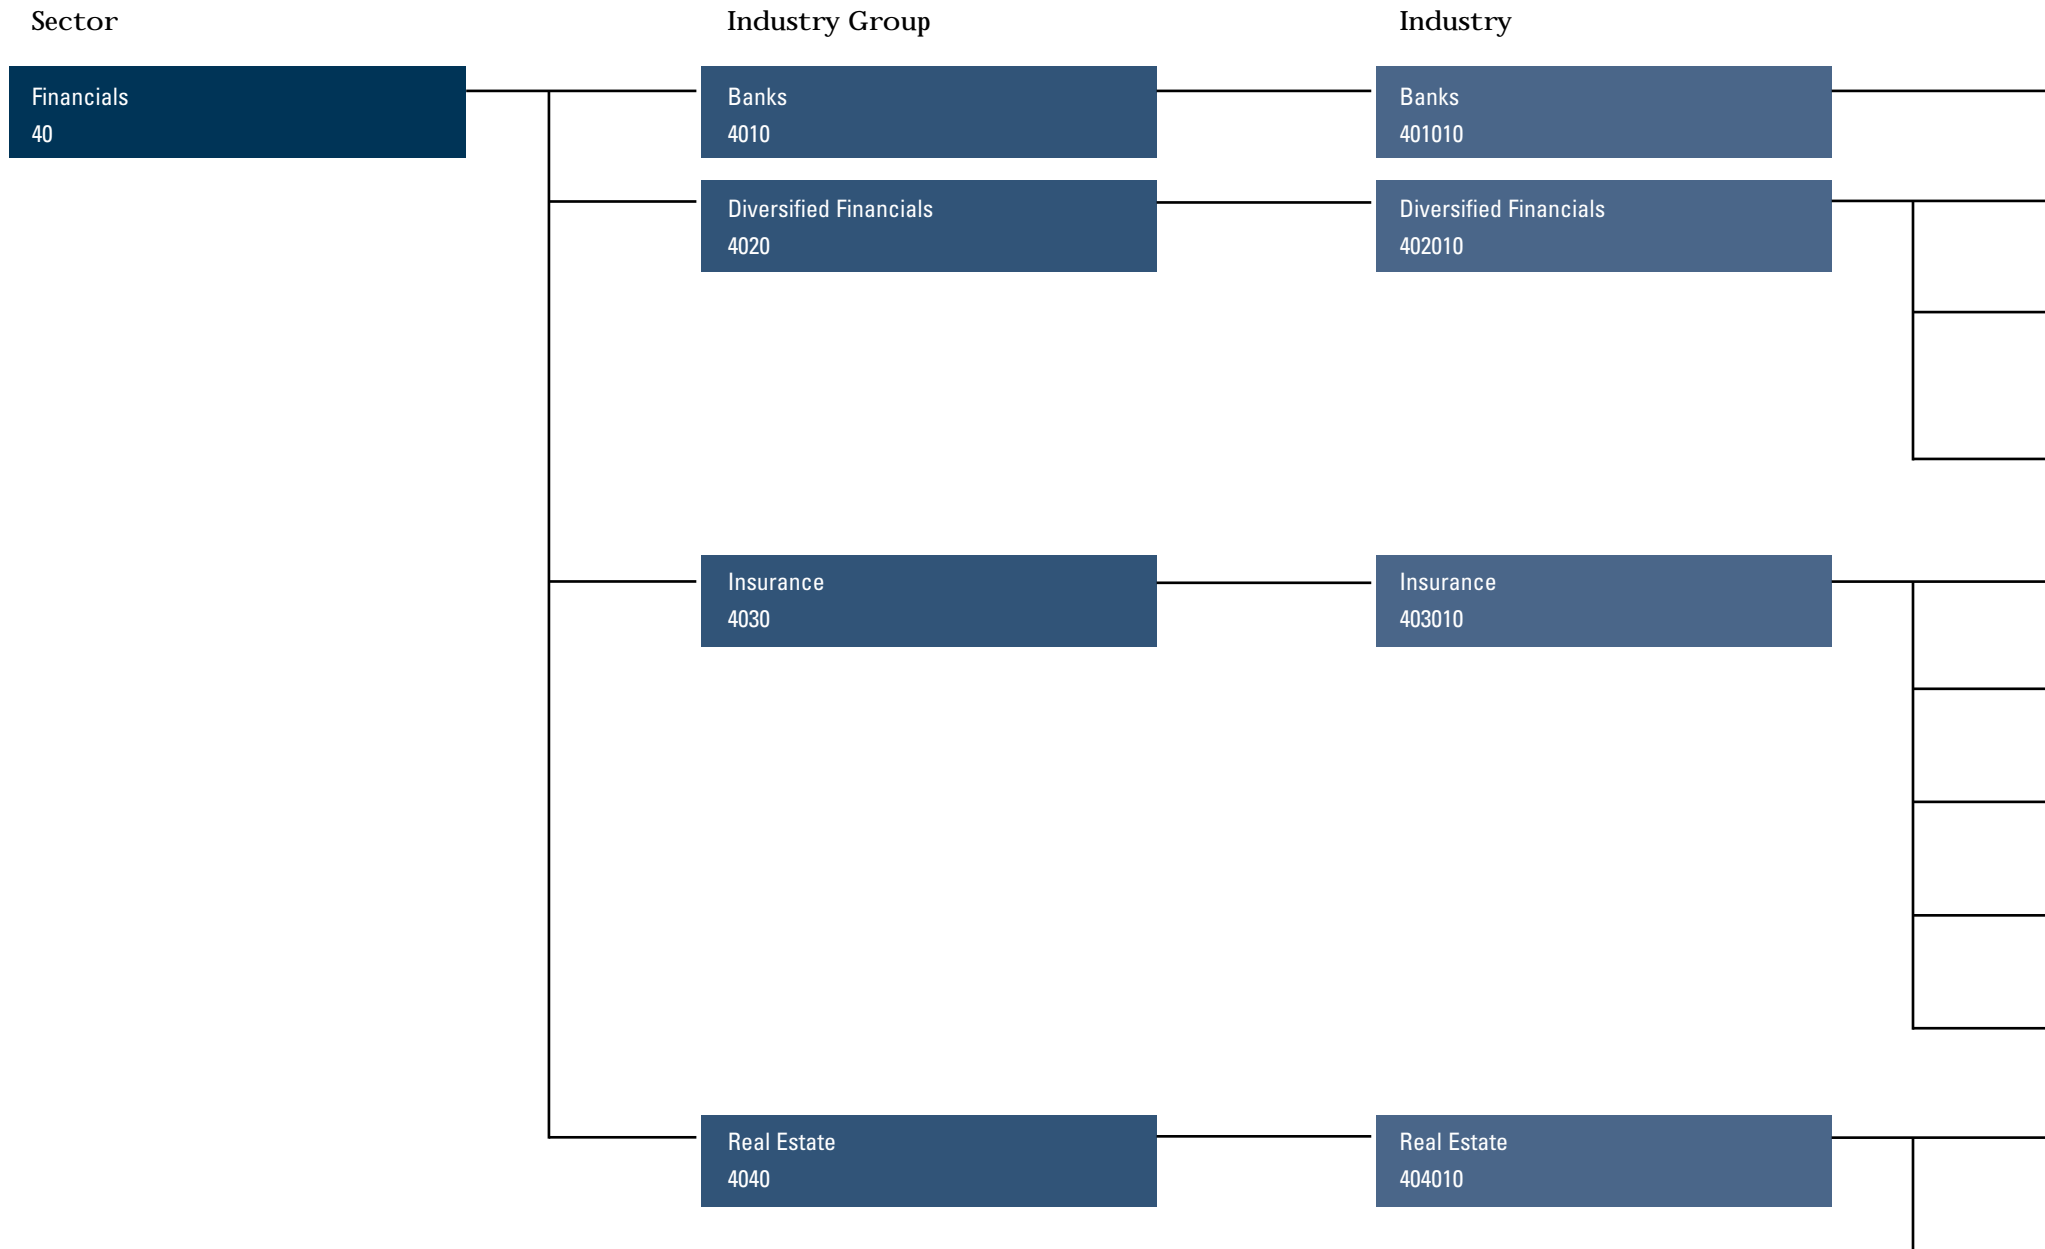 Sector
Industry Group
Industry
Financials
40
Banks
4010
Banks
401010
Diversified Financials
4020
Diversified Financials
402010
Insurance
4030
Insurance
403010
Real Estate
4040
Real Estate
404010